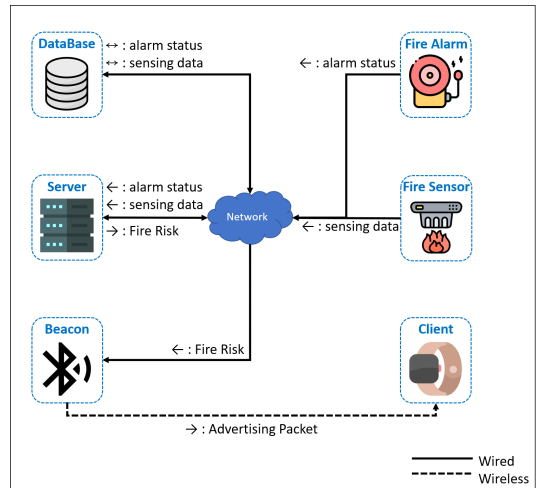 DataBase
↔ : alarm status
↔ : sensing data
Fire Alarm
← : alarm status
Server
← : alarm status
← : sensing data
→ : Fire Risk
Network
Fire Sensor
← : sensing data
Beacon
← : Fire Risk
Client
→ : Advertising Packet
Wired
Wireless